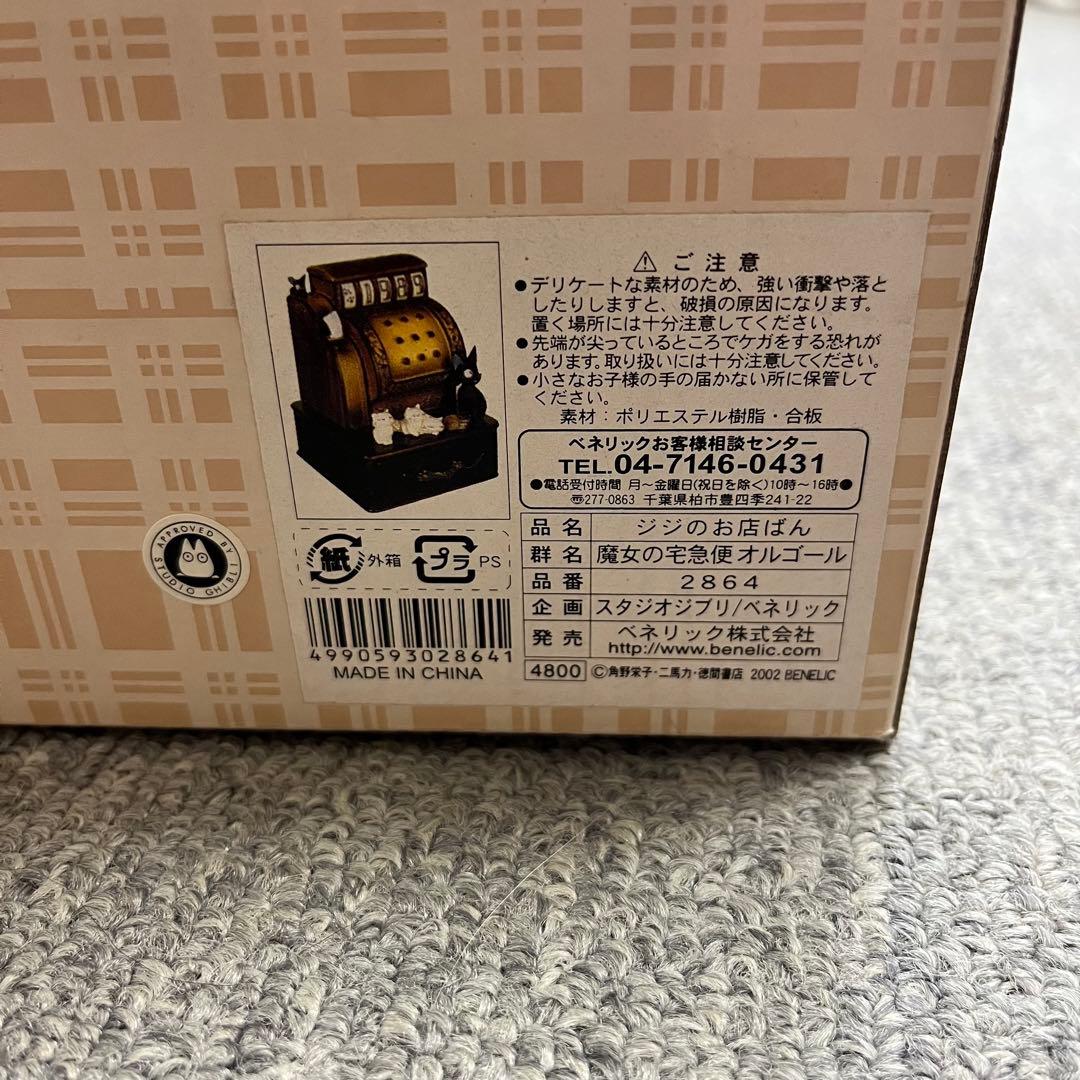 ⚠ ご注意
●デリケートな素材のため、強い衝撃や落と
したりしますと、破損の原因になります。
置く場所には十分注意してください。
●先端が尖っているところでケガをする恐れが
あります。取り扱いには十分注意してください。
●小さなお子様の手の届かない所に保管して
ください。
素材：ポリエステル樹脂・合板
ベネリックお客様相談センター
TEL.04-7146-0431
●電話受付時間 月～金曜日(祝日を除く)10時～16時●
〠277-0863 千葉県柏市豊四季241-22
品名 ジジのお店ばん
群名 魔女の宅急便 オルゴール
品番 2864
企画 スタジオジブリ/ベネリック
発売 ベネリック株式会社
http://www.benelic.com
4800 ©角野栄子・二馬力・徳間書店 2002 BENELIC
1989
紙 外箱 プラ PS
4990593028641
MADE IN CHINA
APPROVED BY
STUDIO GHIBLI